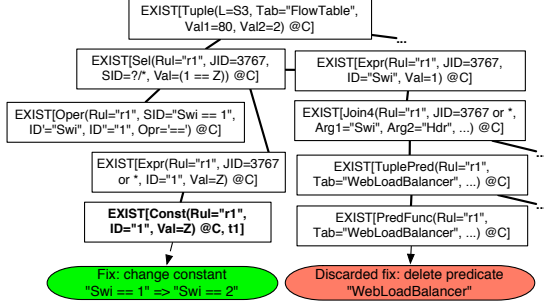 EXIST[Tuple(L=S3, Tab="FlowTable",
Val1=80, Val2=2) @C]
...
EXIST[Sel(Rul="r1", JID=3767,
SID=?/*, Val=(1 == Z)) @C]
EXIST[Expr(Rul="r1", JID=3767,
ID="Swi", Val=1) @C]
EXIST[Oper(Rul="r1", SID="Swi == 1",
ID'="Swi", ID"="1", Opr='==') @C]
EXIST[Join4(Rul="r1", JID=3767 or *,
Arg1="Swi", Arg2="Hdr", ...) @C]
...
EXIST[Expr(Rul="r1", JID=3767
or *, ID="1", Val=Z) @C]
EXIST[TuplePred(Rul="r1",
Tab="WebLoadBalancer", ...) @C]
...
EXIST[Const(Rul="r1",
ID="1", Val=Z) @C, t1]
EXIST[PredFunc(Rul="r1",
Tab="WebLoadBalancer", ...) @C]
Fix: change constant
"Swi == 1" => "Swi == 2"
Discarded fix: delete predicate
"WebLoadBalancer"